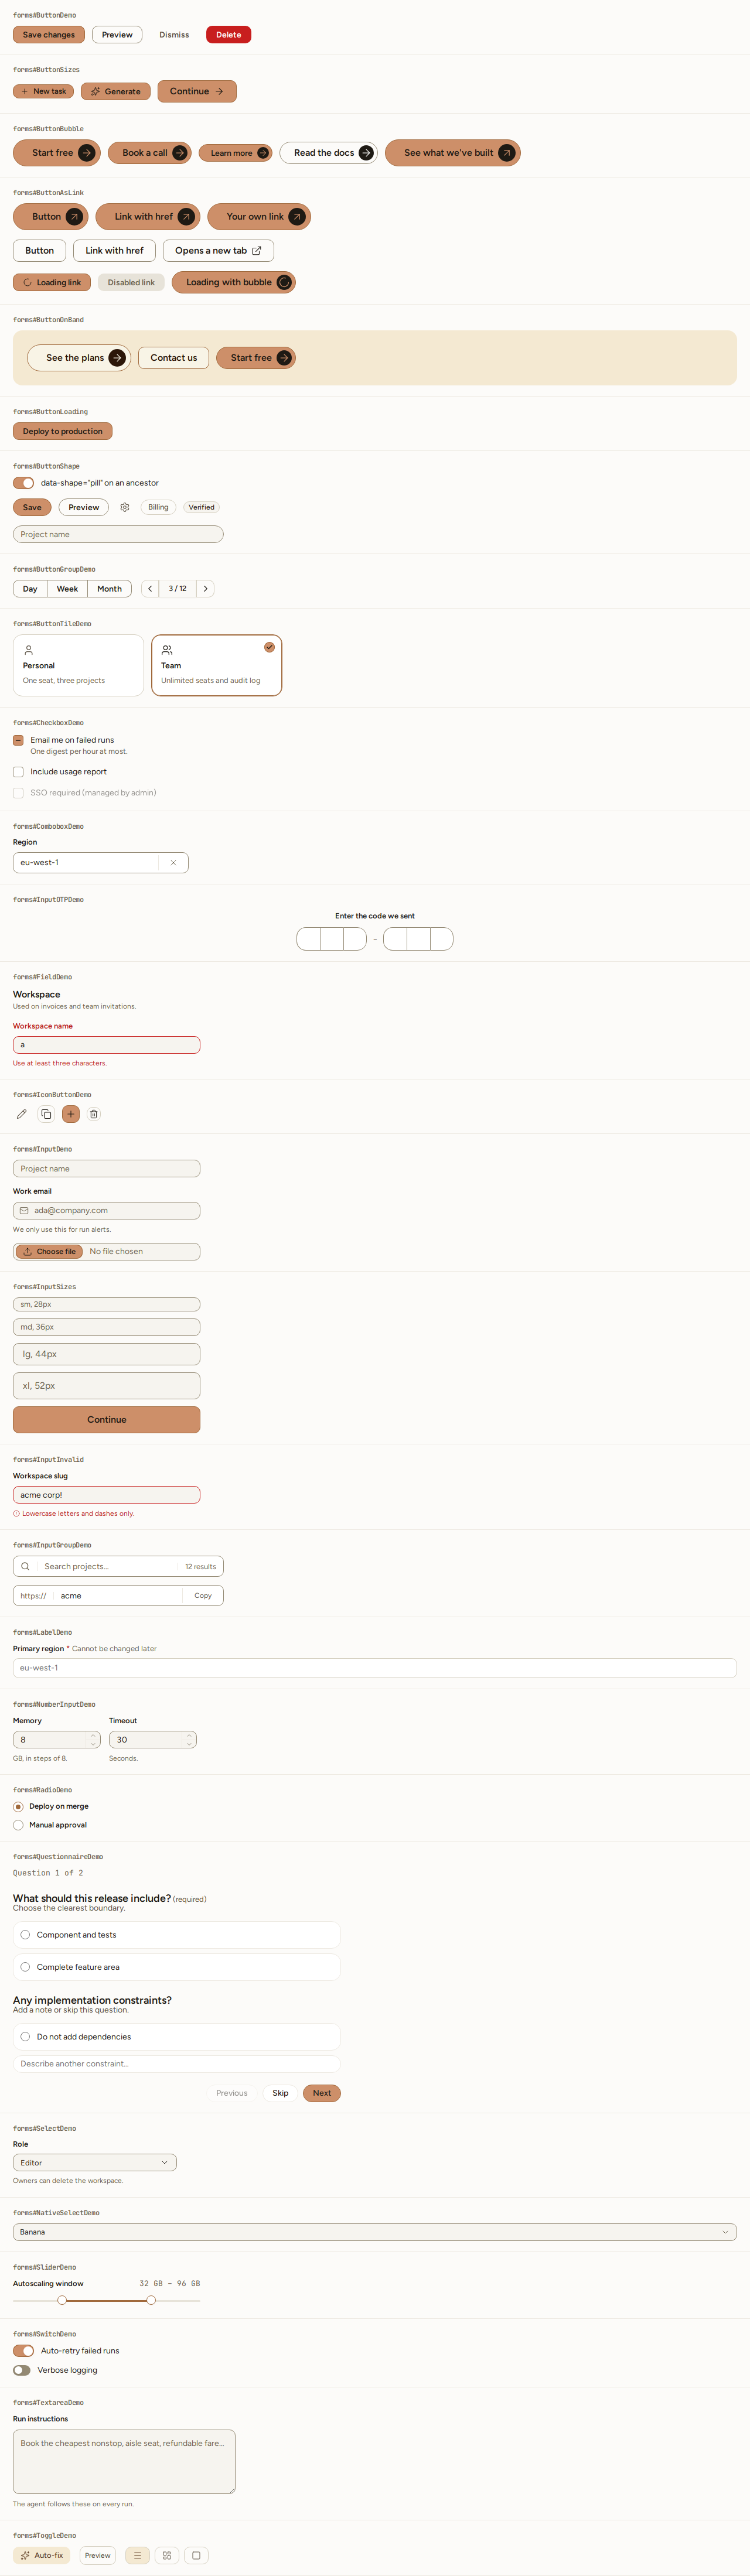 forms#ButtonDemo
Save changes Preview Dismiss Delete
forms#ButtonSizes
New task Generate Continue
forms#ButtonBubble
Start free Book a call Learn more Read the docs See what we've built
forms#ButtonAsLink
Button Link with href Your own link
Button Link with href Opens a new tab
Loading link Disabled link Loading with bubble
forms#ButtonOnBand
See the plans Contact us Start free
forms#ButtonLoading
Deploy to production
forms#ButtonShape
data-shape="pill" on an ancestor
Save Preview Billing Verified
Project name
forms#ButtonGroupDemo
Day Week Month 3 / 12
forms#ButtonTileDemo
Personal
One seat, three projects
Team
Unlimited seats and audit log
forms#CheckboxDemo
Email me on failed runs
One digest per hour at most.
Include usage report
SSO required (managed by admin)
forms#ComboboxDemo
Region
eu-west-1
forms#InputOTPDemo
Enter the code we sent
-
forms#FieldDemo
Workspace
Used on invoices and team invitations.
Workspace name
a
Use at least three characters.
forms#IconButtonDemo
forms#InputDemo
Project name
Work email
ada@company.com
We only use this for run alerts.
Choose file No file chosen
forms#InputSizes
sm, 28px
md, 36px
lg, 44px
xl, 52px
Continue
forms#InputInvalid
Workspace slug
acme corp!
Lowercase letters and dashes only.
forms#InputGroupDemo
Search projects... 12 results
https:// acme Copy
forms#LabelDemo
Primary region * Cannot be changed later
eu-west-1
forms#NumberInputDemo
Memory Timeout
8 30
GB, in steps of 8. Seconds.
forms#RadioDemo
Deploy on merge
Manual approval
forms#QuestionnaireDemo
Question 1 of 2
What should this release include? (required)
Choose the clearest boundary.
Component and tests
Complete feature area
Any implementation constraints?
Add a note or skip this question.
Do not add dependencies
Describe another constraint...
Previous Skip Next
forms#SelectDemo
Role
Editor
Owners can delete the workspace.
forms#NativeSelectDemo
Banana
forms#SliderDemo
Autoscaling window 32 GB – 96 GB
forms#SwitchDemo
Auto-retry failed runs
Verbose logging
forms#TextareaDemo
Run instructions
Book the cheapest nonstop, aisle seat, refundable fare...
The agent follows these on every run.
forms#ToggleDemo
Auto-fix Preview